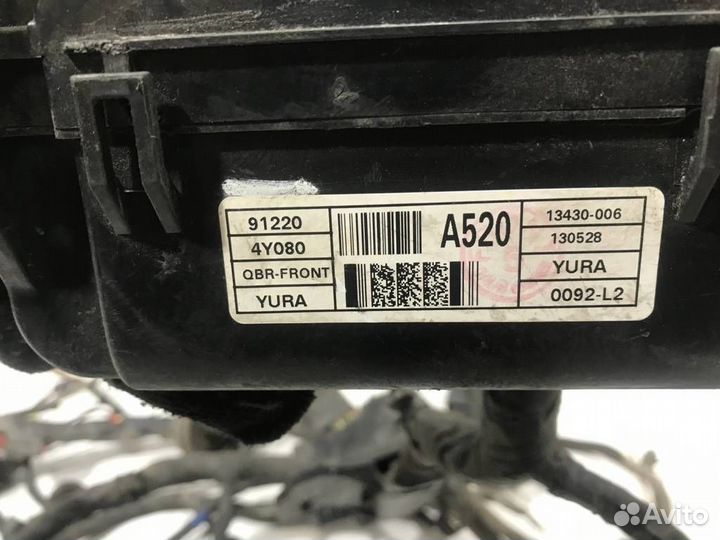 91220
4Y080
QBR-FRONT
YURA
A520
13430-006
130528
YURA
0092-L2
Avito